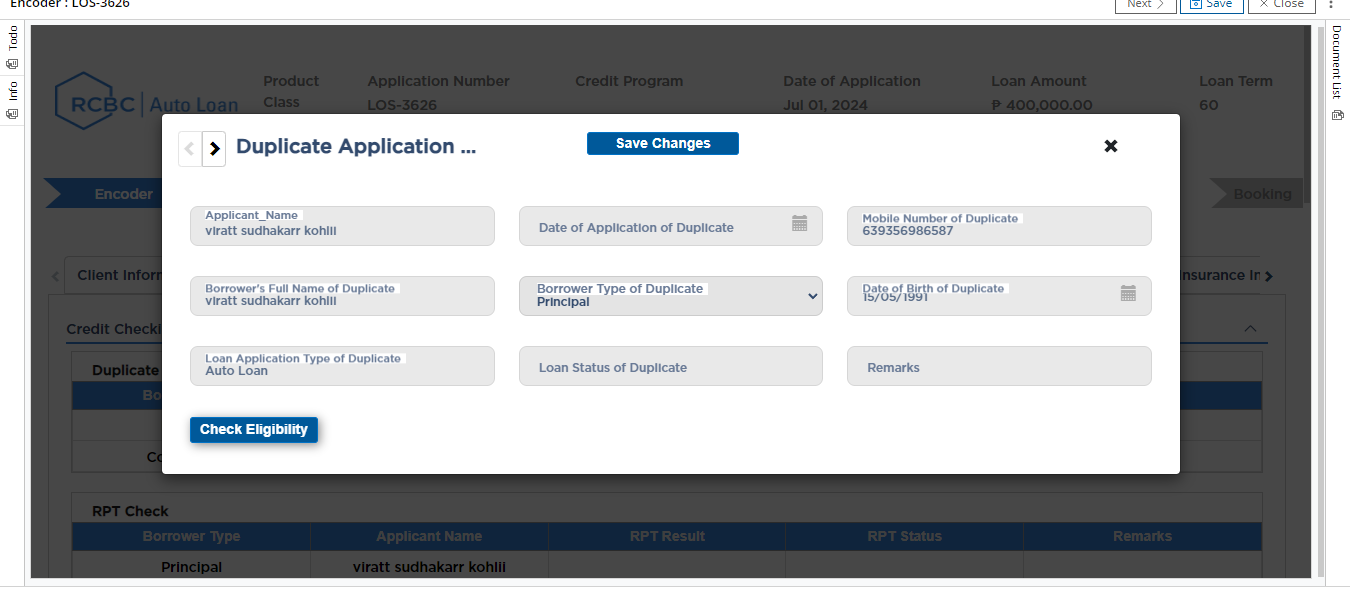 Encoder : LOS-3626
Next
Save
Close
Todo
Info
Document List
RCBC Auto Loan
Product Class
Application Number
LOS-3626
Credit Program
Date of Application
Jul 01, 2024
Loan Amount
₱ 400,000.00
Loan Term
60
Encoder
Booking
Duplicate Application ...
Save Changes
Applicant_Name
viratt sudhakarr kohlii
Date of Application of Duplicate
Mobile Number of Duplicate
639356986587
Borrower's Full Name of Duplicate
viratt sudhakarr kohlii
Borrower Type of Duplicate
Principal
Date of Birth of Duplicate
15/05/1991
Loan Application Type of Duplicate
Auto Loan
Loan Status of Duplicate
Remarks
Check Eligibility
Client Inforr
nsurance Ir
Credit Checkl
Duplicate
Bo
Co
RPT Check
Borrower Type
Applicant Name
RPT Result
RPT Status
Remarks
Principal
viratt sudhakarr kohlii